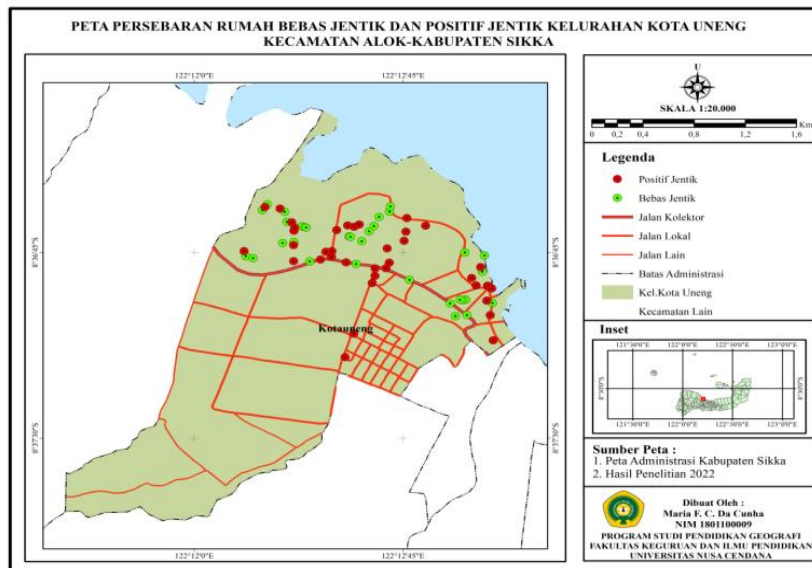 PETA PERSEBARAN RUMAH BEBAS JENTIK DAN POSITIF JENTIK KELURAHAN KOTA UNENG
KECAMATAN ALOK-KABUPATEN SIKKA
122°12'0"E 122°12'45"E
8°36'45"S 8°36'45"S
Kotauneng
8°37'30"S 8°37'30"S
122°12'0"E 122°12'45"E
U
SKALA 1:20.000
0 0,2 0,4 0,8 1,2 1,6 Km
Legenda
Positif Jentik
Bebas Jentik
Jalan Kolektor
Jalan Lokal
Jalan Lain
Batas Administrasi
Kel.Kota Uneng
Kecamatan Lain
Inset
121°30'0"E 122°0'0"E 122°30'0"E 123°0'0"E
8°30'0"S 8°30'0"S
121°30'0"E 122°0'0"E 122°30'0"E 123°0'0"E
Sumber Peta :
1. Peta Administrasi Kabupaten Sikka
2. Hasil Penelitian 2022
Dibuat Oleh :
Maria F. C. Da Cunha
NIM 1801100009
PROGRAM STUDI PENDIDIKAN GEOGRAFI
FAKULTAS KEGURUAN DAN ILMU PENDIDIKAN
UNIVERSITAS NUSA CENDANA